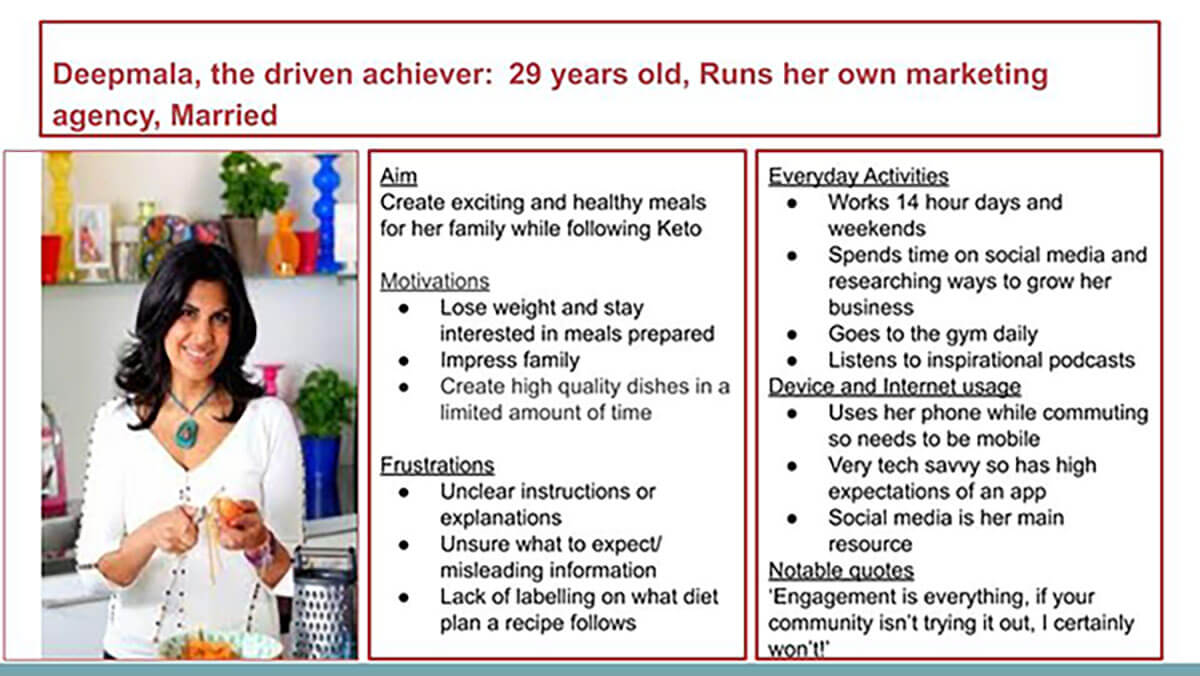 Deepmala, the driven achiever:  29 years old, Runs her own marketing
agency, Married
Aim
Create exciting and healthy meals
for her family while following Keto
Motivations
● Lose weight and stay
interested in meals prepared
● Impress family
● Create high quality dishes in a
limited amount of time
Frustrations
● Unclear instructions or
explanations
● Unsure what to expect/
misleading information
● Lack of labelling on what diet
plan a recipe follows
Everyday Activities
● Works 14 hour days and
weekends
● Spends time on social media and
researching ways to grow her
business
● Goes to the gym daily
● Listens to inspirational podcasts
Device and Internet usage
● Uses her phone while commuting
so needs to be mobile
● Very tech savvy so has high
expectations of an app
● Social media is her main
resource
Notable quotes
‘Engagement is everything, if your
community isn’t trying it out, I certainly
won’t!’